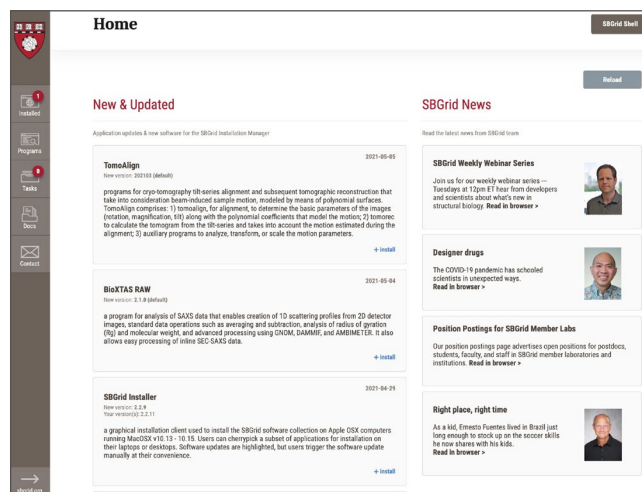 Home
SBGrid Shell
Reload
Installed
1
Programs
Tasks
8
Docs
Contact
New & Updated
Application updates & new software for the SBGrid Installation Manager
2021-05-05
TomoAlign
New version: 202103 (default)
programs for cryo-tomography tilt-series alignment and subsequent tomographic reconstruction that
take into consideration beam-induced sample motion, modeled by means of polynomial surfaces.
TomoAlign comprises: 1) tomoalign, for alignment, to determine the basic parameters of the images
(rotation, magnification, tilt) along with the polynomial coefficients that model the motion; 2) tomorec
to calculate the tomogram from the tilt-series and takes into account the motion estimated during the
alignment; 3) auxiliary programs to analyze, transform, or scale the motion parameters.
+ install
2021-05-04
BioXTAS RAW
New version: 2.1.0 (default)
a program for analysis of SAXS data that enables creation of 1D scattering profiles from 2D detector
images, standard data operations such as averaging and subtraction, analysis of radius of gyration
(Rg) and molecular weight, and advanced processing using GNOM, DAMMIF, and AMBIMETER. It also
allows easy processing of inline SEC-SAXS data.
+ install
2021-04-29
SBGrid Installer
New version: 2.2.9
Your version(s): 2.2.11
a graphical installation client used to install the SBGrid software collection on Apple OSX computers
running MacOSX v10.13 - 10.15. Users can cherrypick a subset of applications for installation on
their laptops or desktops. Software updates are highlighted, but users trigger the software update
manually at their convenience.
+ install
SBGrid News
Read the latest news from SBGrid team
SBGrid Weekly Webinar Series
Join us for our weekly webinar series —
Tuesdays at 12pm ET hear from developers
and scientists about what's new in
structural biology. Read in browser >
Designer drugs
The COVID-19 pandemic has schooled
scientists in unexpected ways.
Read in browser >
Position Postings for SBGrid Member Labs
Our position postings page advertises open positions for postdocs,
students, faculty, and staff in SBGrid member laboratories and
institutions. Read in browser >
Right place, right time
As a kid, Ernesto Fuentes lived in Brazil just
long enough to stock up on the soccer skills
he now shares with his kids.
Read in browser >